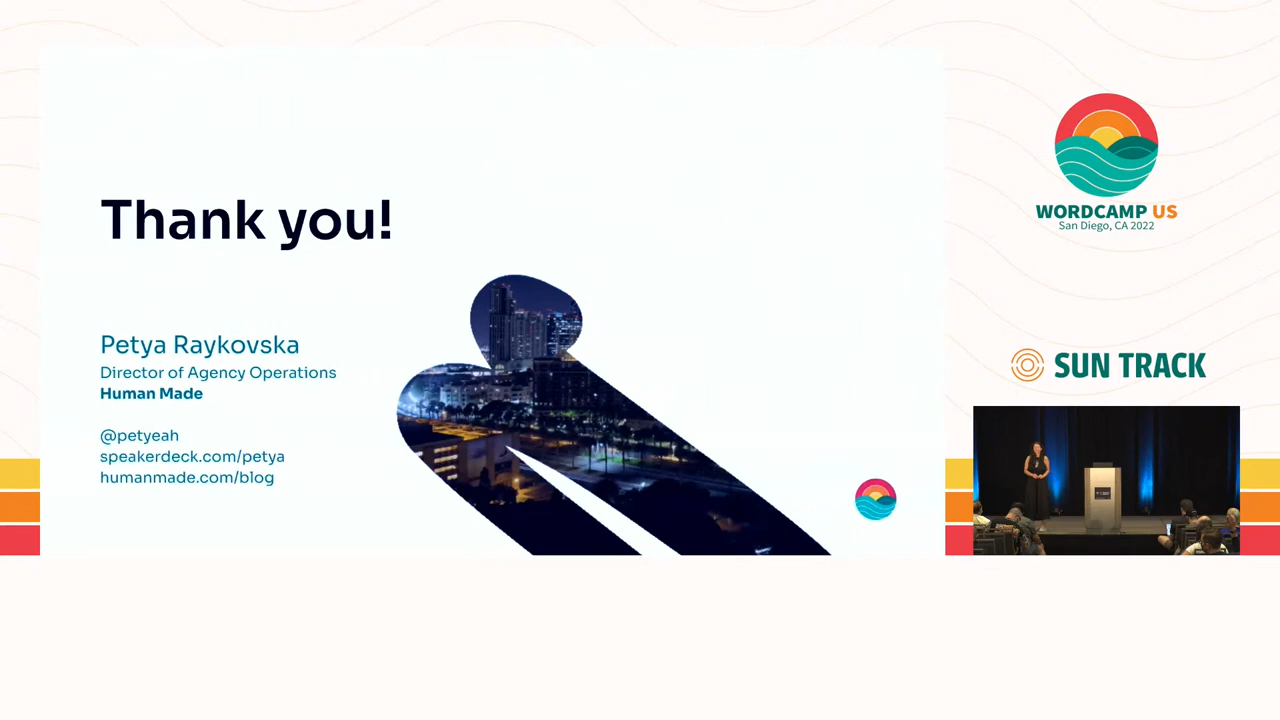 Thank you!
Petya Raykovska
Director of Agency Operations
Human Made
@petyeah
speakerdeck.com/petya
humanmade.com/blog
WORDCAMP US
San Diego, CA 2022
SUN TRACK